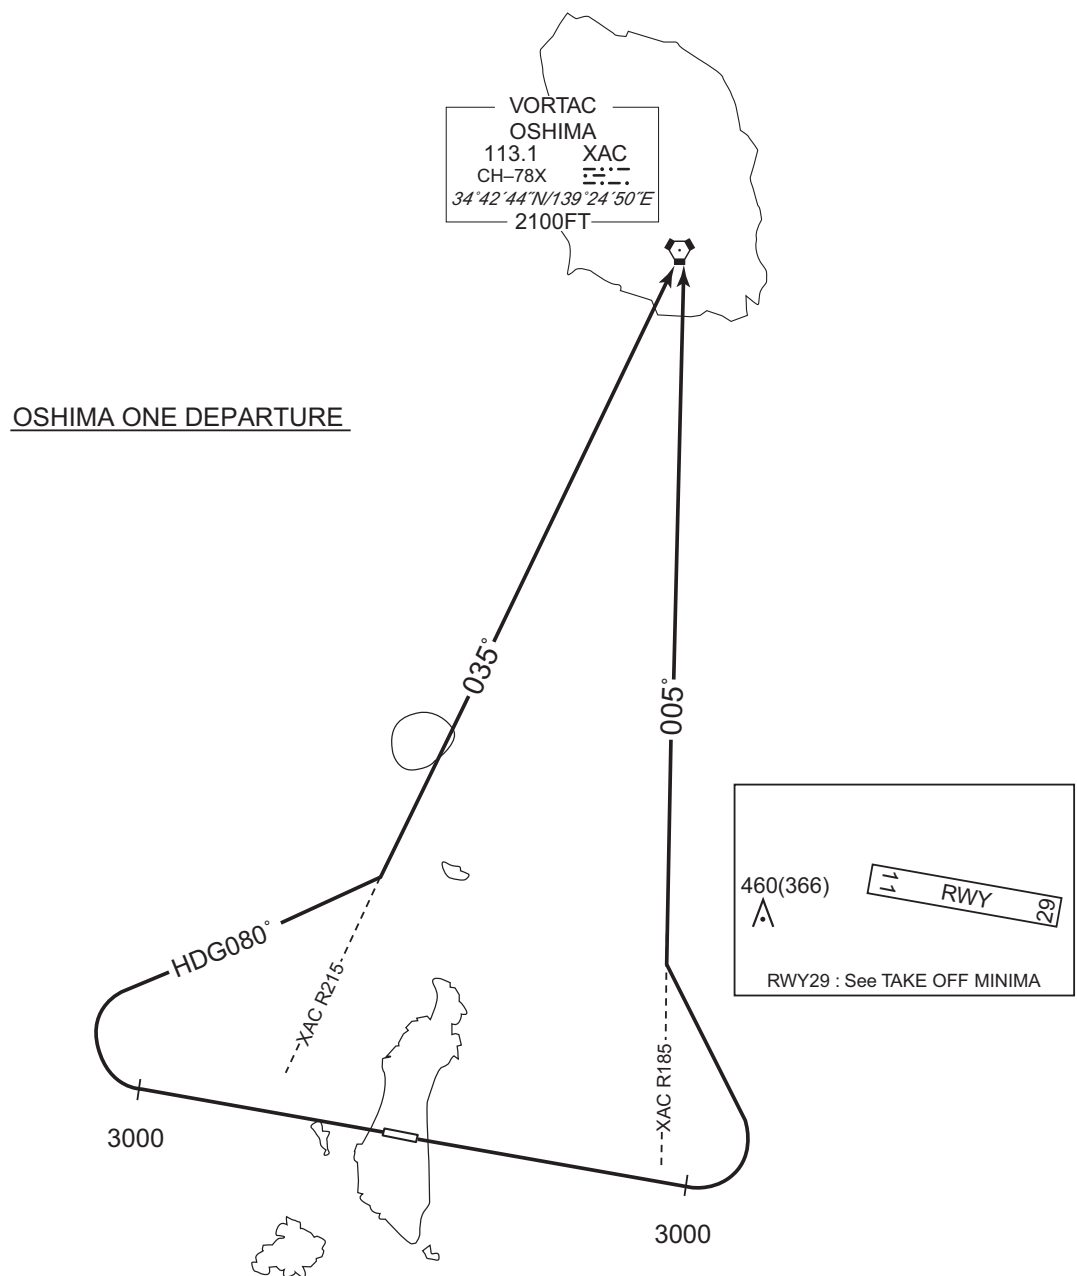 VORTAC
OSHIMA
113.1 XAC
CH–78X
34°42´44˝N/139°24´50˝E
2100FT
OSHIMA ONE DEPARTURE
035°
005°
460(366)
11 RWY 29
RWY29 : See TAKE OFF MINIMA
HDG080°
XAC R215
XAC R185
3000
3000